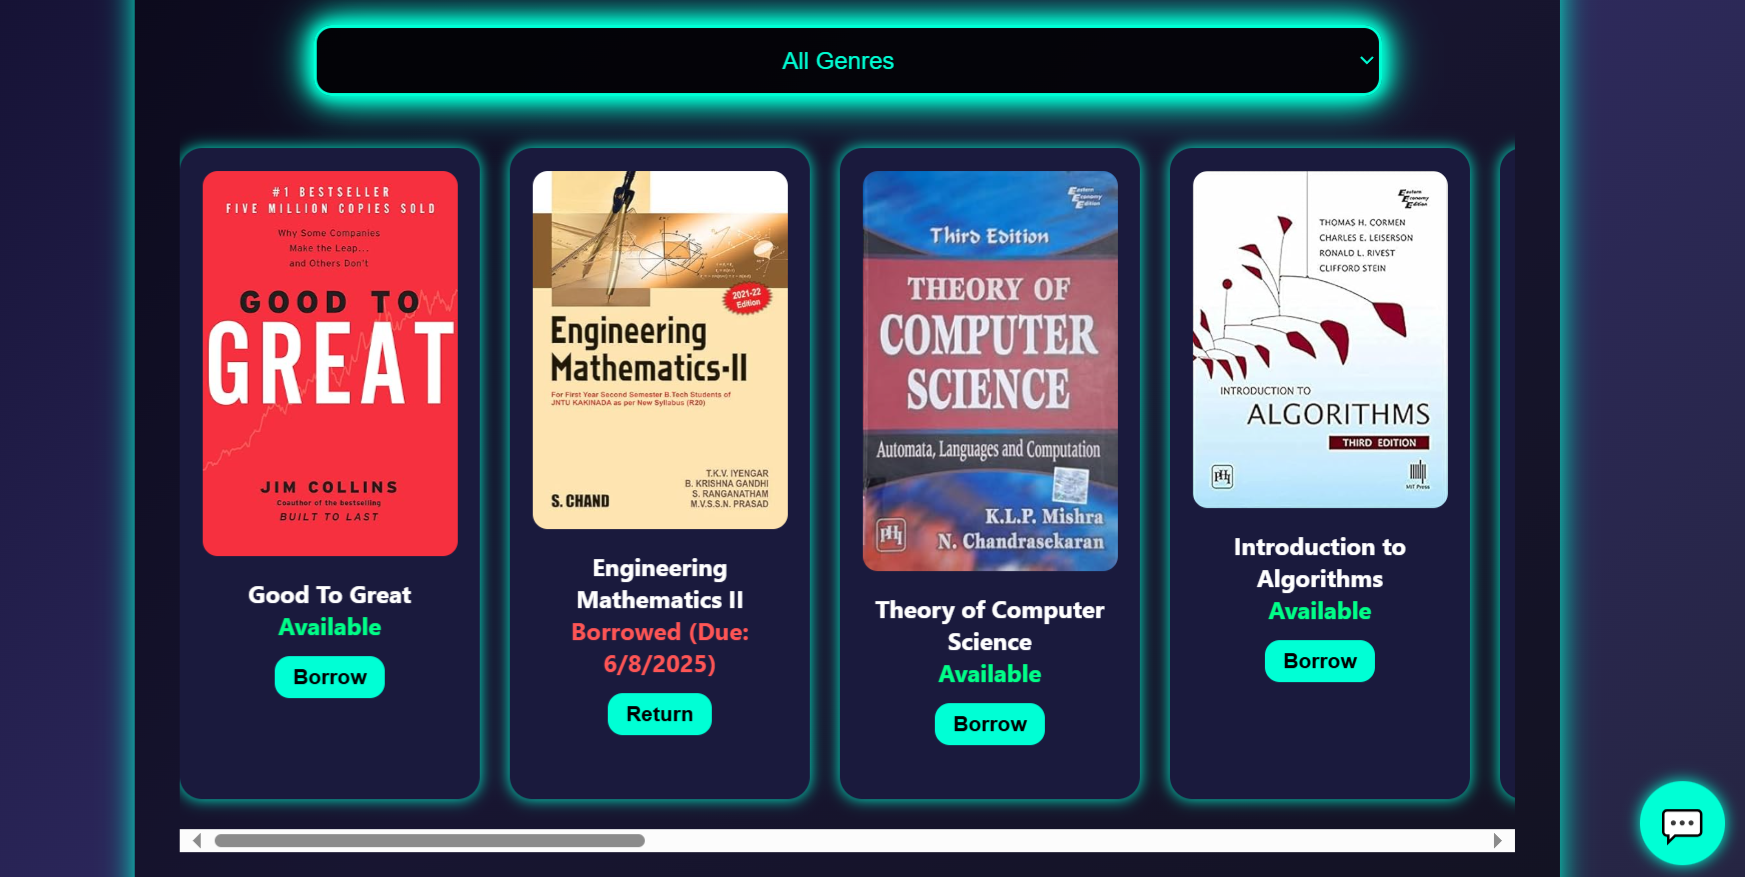 All Genres
#1 BESTSELLER
FIVE MILLION COPIES SOLD
Why Some Companies
Make the Leap...
and Others Don't
GOOD TO
GREAT
JIM COLLINS
Coauthor of the bestselling
BUILT TO LAST
Good To Great
Available
Borrow
2021-22
Edition
Engineering
Mathematics-II
For First Year Second Semester B.Tech Students of
JNTU KAKINADA as per New Syllabus (R20)
T.K.V. IYENGAR
B. KRISHNA GANDHI
S. RANGANATHAM
M.V.S.S.N. PRASAD
S. CHAND
Engineering
Mathematics II
Borrowed (Due:
6/8/2025)
Return
Eastern
Economy
Edition
Third Edition
THEORY OF
COMPUTER
SCIENCE
Automata, Languages and Computation
K.L.P. Mishra
N. Chandrasekaran
PHI
Theory of Computer
Science
Available
Borrow
Eastern
Economy
Edition
THOMAS H. CORMEN
CHARLES E. LEISERSON
RONALD L. RIVEST
CLIFFORD STEIN
INTRODUCTION TO
ALGORITHMS
THIRD EDITION
PHI
MIT Press
Introduction to
Algorithms
Available
Borrow